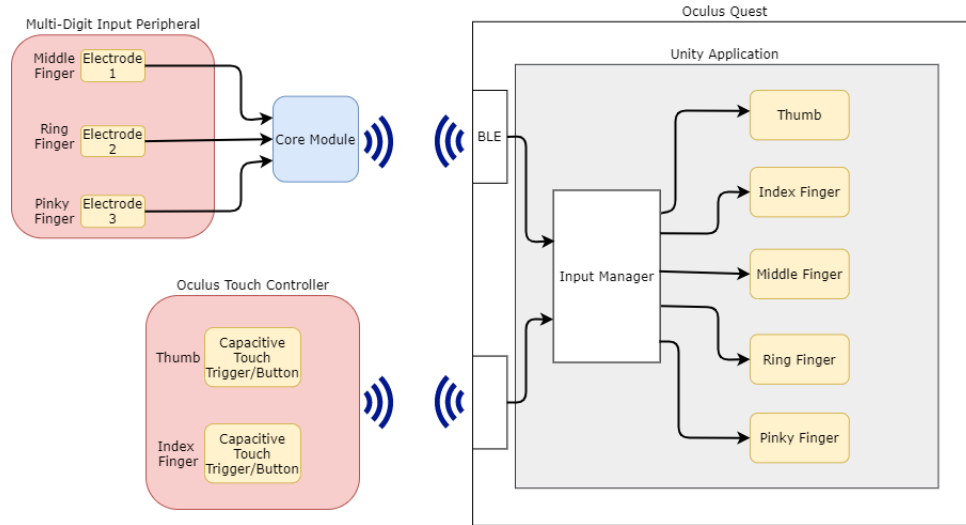 Multi-Digit Input Peripheral
Middle
Finger
Electrode
1
Ring
Finger
Electrode
2
Pinky
Finger
Electrode
3
Core Module
Oculus Touch Controller
Thumb
Capacitive
Touch
Trigger/Button
Index
Finger
Capacitive
Touch
Trigger/Button
Oculus Quest
Unity Application
BLE
Input Manager
Thumb
Index Finger
Middle Finger
Ring Finger
Pinky Finger